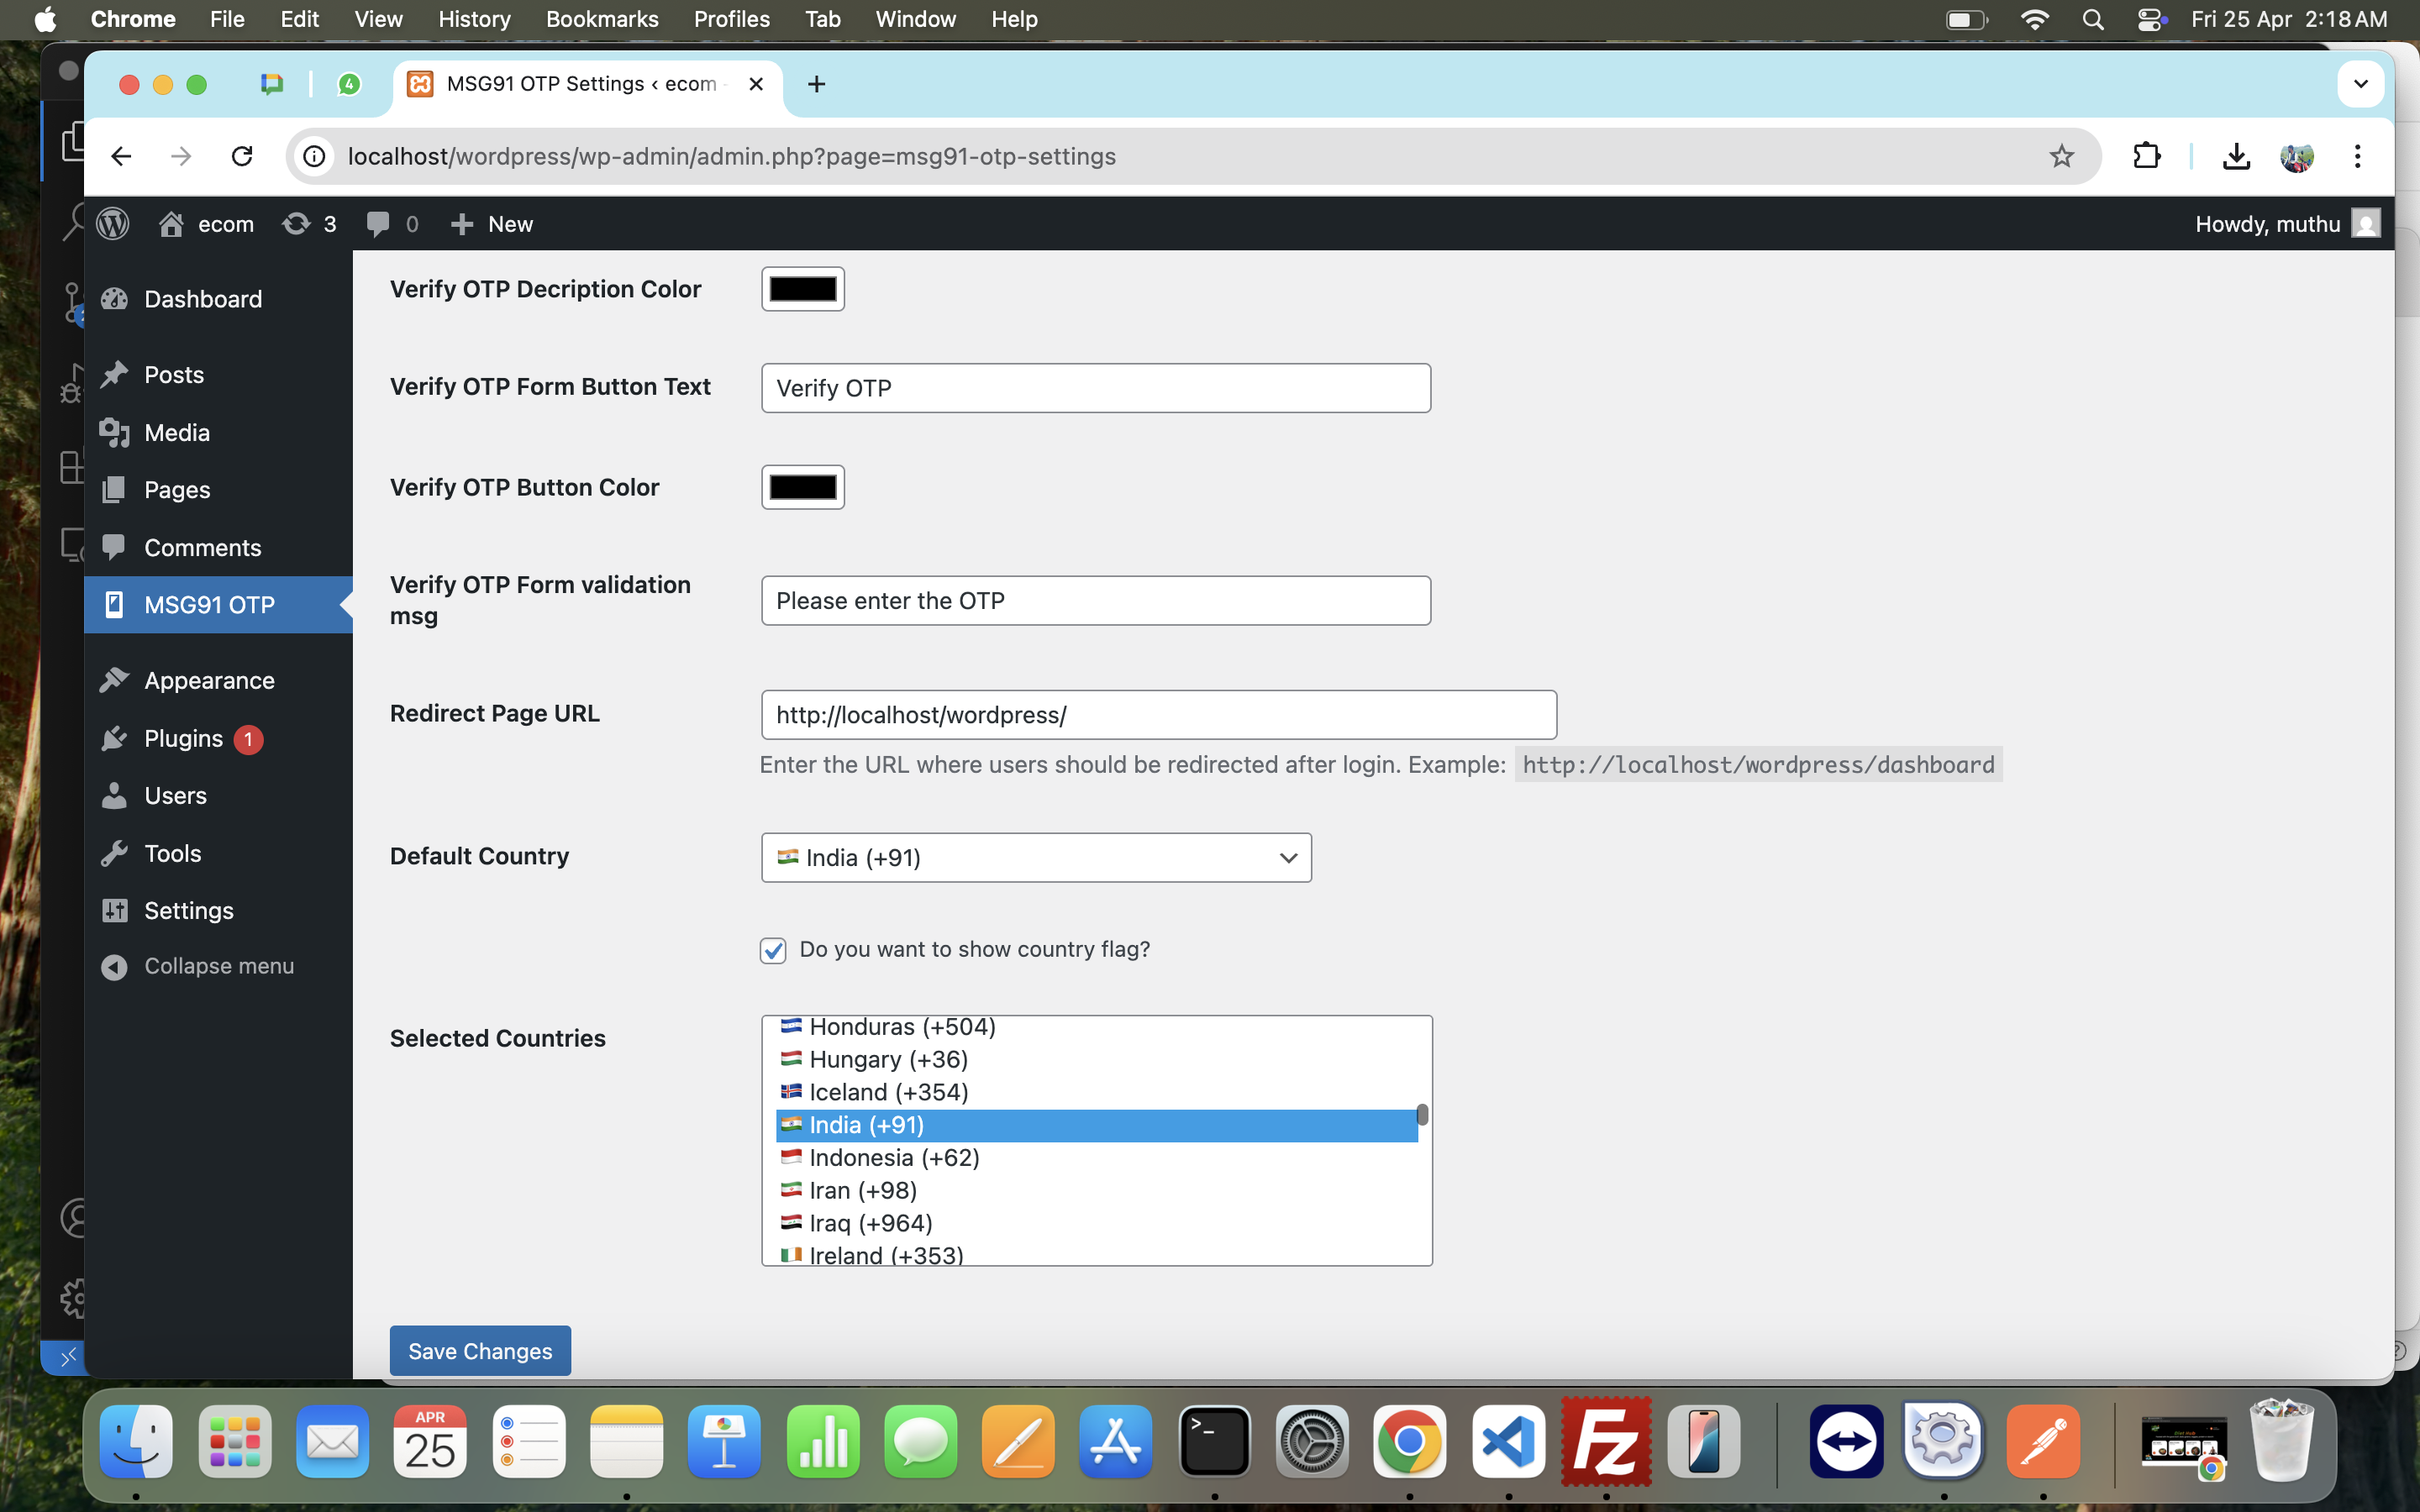 Chrome File Edit View History Bookmarks Profiles Tab Window Help Fri 25 Apr 2:18 AM
4 MSG91 OTP Settings ‹ ecom
localhost/wordpress/wp-admin/admin.php?page=msg91-otp-settings
ecom 3 0 New Howdy, muthu
Dashboard
Posts
Media
Pages
Comments
MSG91 OTP
Appearance
Plugins 1
Users
Tools
Settings
Collapse menu
Verify OTP Decription Color
Verify OTP Form Button Text Verify OTP
Verify OTP Button Color
Verify OTP Form validation
msg
Please enter the OTP
Redirect Page URL http://localhost/wordpress/
Enter the URL where users should be redirected after login. Example: http://localhost/wordpress/dashboard
Default Country India (+91)
Do you want to show country flag?
Selected Countries
Honduras (+504)
Hungary (+36)
Iceland (+354)
India (+91)
Indonesia (+62)
Iran (+98)
Iraq (+964)
Ireland (+353)
Save Changes
APR
25
Fz